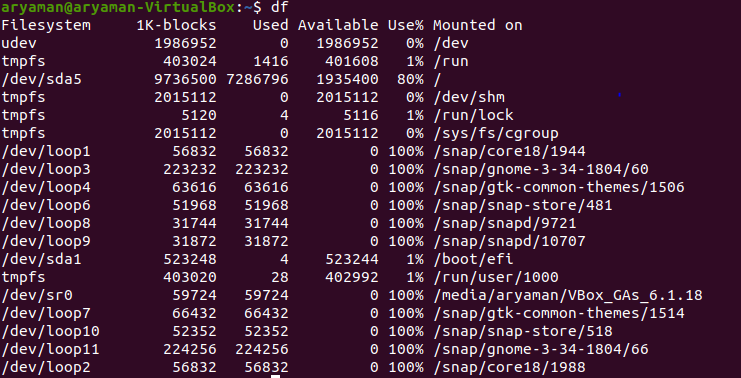 aryaman@aryaman-VirtualBox:~$ df
Filesystem     1K-blocks    Used Available Use% Mounted on
udev             1986952       0   1986952   0% /dev
tmpfs             403024    1416    401608   1% /run
/dev/sda5        9736500 7286796   1935400  80% /
tmpfs            2015112       0   2015112   0% /dev/shm
tmpfs               5120       4      5116   1% /run/lock
tmpfs            2015112       0   2015112   0% /sys/fs/cgroup
/dev/loop1         56832   56832         0 100% /snap/core18/1944
/dev/loop3        223232  223232         0 100% /snap/gnome-3-34-1804/60
/dev/loop4         63616   63616         0 100% /snap/gtk-common-themes/1506
/dev/loop6         51968   51968         0 100% /snap/snap-store/481
/dev/loop8         31744   31744         0 100% /snap/snapd/9721
/dev/loop9         31872   31872         0 100% /snap/snapd/10707
/dev/sda1         523248       4    523244   1% /boot/efi
tmpfs             403020      28    402992   1% /run/user/1000
/dev/sr0           59724   59724         0 100% /media/aryaman/VBox_GAs_6.1.18
/dev/loop7         66432   66432         0 100% /snap/gtk-common-themes/1514
/dev/loop10        52352   52352         0 100% /snap/snap-store/518
/dev/loop11       224256  224256         0 100% /snap/gnome-3-34-1804/66
/dev/loop2         56832   56832         0 100% /snap/core18/1988